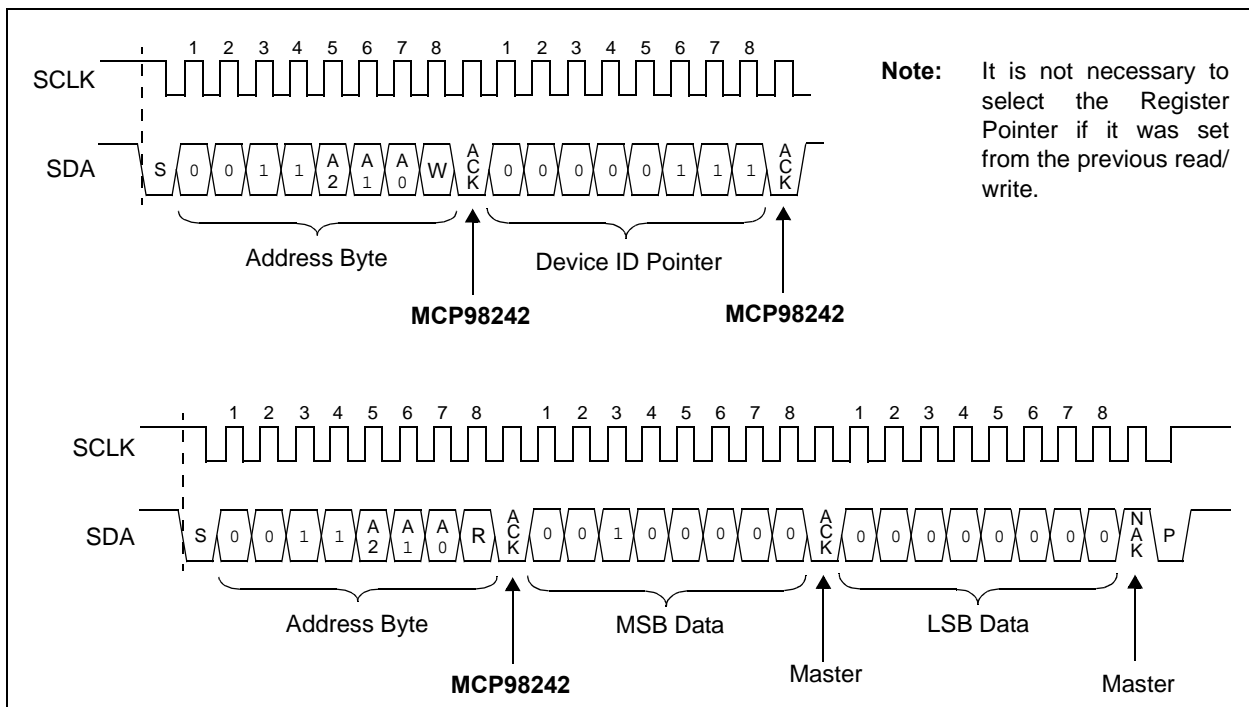 1 2 3 4 5 6 7 8 1 2 3 4 5 6 7 8
SCLK
SDA S 0 0 1 1 A2 A1 A0 W ACK 0 0 0 0 0 1 1 1 ACK
Address Byte Device ID Pointer
MCP98242 MCP98242
Note: It is not necessary to
select the Register
Pointer if it was set
from the previous read/
write.
1 2 3 4 5 6 7 8 1 2 3 4 5 6 7 8 1 2 3 4 5 6 7 8
SCLK
SDA S 0 0 1 1 A2 A1 A0 R ACK 0 0 1 0 0 0 0 0 ACK 0 0 0 0 0 0 0 0 NAK P
Address Byte MSB Data LSB Data
MCP98242 Master Master